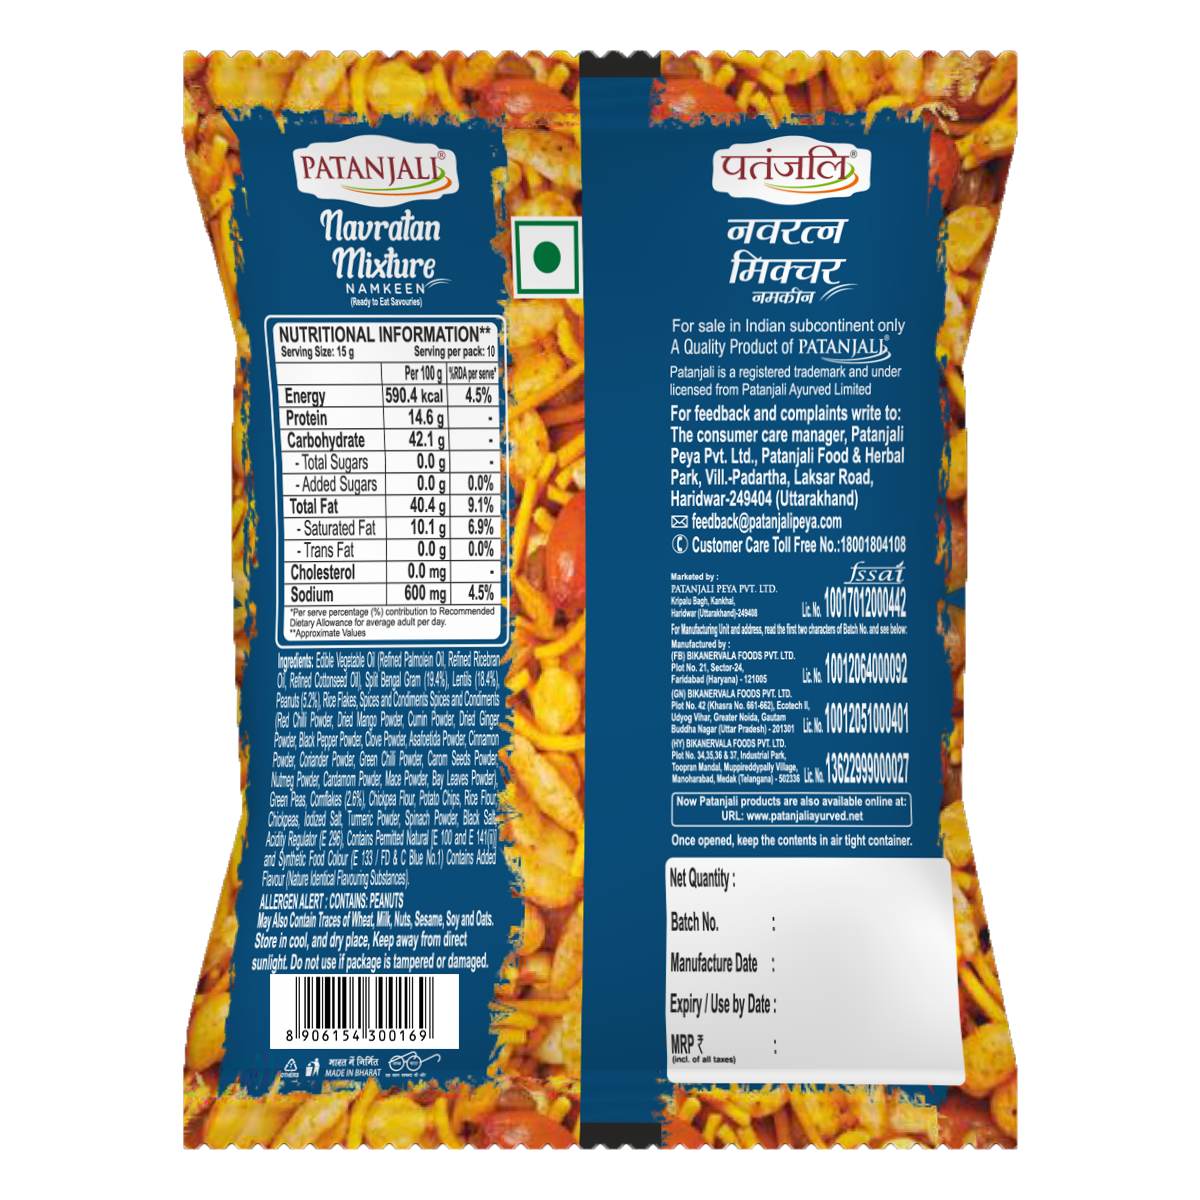 PATANJALI®
Navratan
Mixture
NAMKEEN
(Ready to Eat Savouries)
NUTRITIONAL INFORMATION**
Serving Size: 15 g Serving per pack: 10
Per 100 g %RDA per serve*
Energy 590.4 kcal 4.5%
Protein 14.6 g -
Carbohydrate 42.1 g -
- Total Sugars 0.0 g -
- Added Sugars 0.0 g 0.0%
Total Fat 40.4 g 9.1%
- Saturated Fat 10.1 g 6.9%
- Trans Fat 0.0 g 0.0%
Cholesterol 0.0 mg -
Sodium 600 mg 4.5%
*Per serve percentage (%) contribution to Recommended
Dietary Allowance for average adult per day.
**Approximate Values
Ingredients: Edible Vegetable Oil (Refined Palmolein Oil, Refined Ricebran
Oil, Refined Cottonseed Oil), Split Bengal Gram (19.4%), Lentils (18.4%),
Peanuts (5.2%), Rice Flakes, Spices and Condiments Spices and Condiments
(Red Chilli Powder, Dried Mango Powder, Cumin Powder, Dried Ginger
Powder, Black Pepper Powder, Clove Powder, Asafoetida Powder, Cinnamon
Powder, Coriander Powder, Green Chilli Powder, Carom Seeds Powder,
Nutmeg Powder, Cardamom Powder, Mace Powder, Bay Leaves Powder),
Green Peas, Cornflakes (2.6%), Chickpea Flour, Potato Chips, Rice Flour,
Chickpeas, Iodized Salt, Turmeric Powder, Spinach Powder, Black Salt,
Acidity Regulator (E 296), Contains Permitted Natural [E 100 and E 141(ii)]
and Synthetic Food Colour (E 133 / FD & C Blue No.1) Contains Added
Flavour (Nature Identical Flavouring Substances).
ALLERGEN ALERT : CONTAINS: PEANUTS
May Also Contain Traces of Wheat, Milk, Nuts, Sesame, Soy and Oats.
Store in cool, and dry place, Keep away from direct
sunlight. Do not use if package is tampered or damaged.
8 906154 300169
OTHERS
भारत में निर्मित
MADE IN BHARAT
पतंजलि®
नवरत्न
मिक्चर
नमकीन
For sale in Indian subcontinent only
A Quality Product of PATANJALI®
Patanjali is a registered trademark and under
licensed from Patanjali Ayurved Limited
For feedback and complaints write to:
The consumer care manager, Patanjali
Peya Pvt. Ltd., Patanjali Food & Herbal
Park, Vill.-Padartha, Laksar Road,
Haridwar-249404 (Uttarakhand)
feedback@patanjalipeya.com
Customer Care Toll Free No.:18001804108
Marketed by :
PATANJALI PEYA PVT. LTD.
Kripalu Bagh, Kankhal,
Haridwar (Uttarakhand)-249408
fssai
Lic. No. 10017012000442
For Manufacturing Unit and address, read the first two characters of Batch No. and see below:
Manufactured by :
(FB) BIKANERVALA FOODS PVT. LTD.
Plot No. 21, Sector-24,
Faridabad (Haryana) - 121005
Lic. No. 10012064000092
(GN) BIKANERVALA FOODS PVT. LTD.
Plot No. 42 (Khasra No. 661-662), Ecotech II,
Udyog Vihar, Greater Noida, Gautam
Buddha Nagar (Uttar Pradesh) - 201301
Lic. No. 10012051000401
(HY) BIKANERVALA FOODS PVT. LTD.
Plot No. 34,35,36 & 37, Industrial Park,
Toopran Mandal, Muppireddypally Village,
Manoharabad, Medak (Telangana) - 502336
Lic. No. 13622999000027
Now Patanjali products are also available online at:
URL: www.patanjaliayurved.net
Once opened, keep the contents in air tight container.
Net Quantity :
Batch No. :
Manufacture Date :
Expiry / Use by Date :
MRP ₹ :
(incl. of all taxes)